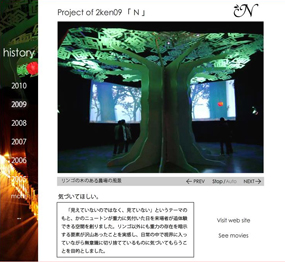 Project of 2ken09 「 N 」
N
history
2010
2009
2008
2007
2006
2005
リンゴの木のある農場の風景
PREV
Stop/Auto
NEXT
気づいてほしい。
「見えていないのではなく、見ていない」というテーマの
もと、かのニュートンが重力に気付いた日を来場者が追体験
できる空間を創りました。リンゴ以外にも重力の存在を暗示
する要素が沢山あったことを実感し、日常の中で視界に入っ
ていながら無意識に切り捨てているものに気づいてもらうこ
とを目的としました。
Visit web site
See movies